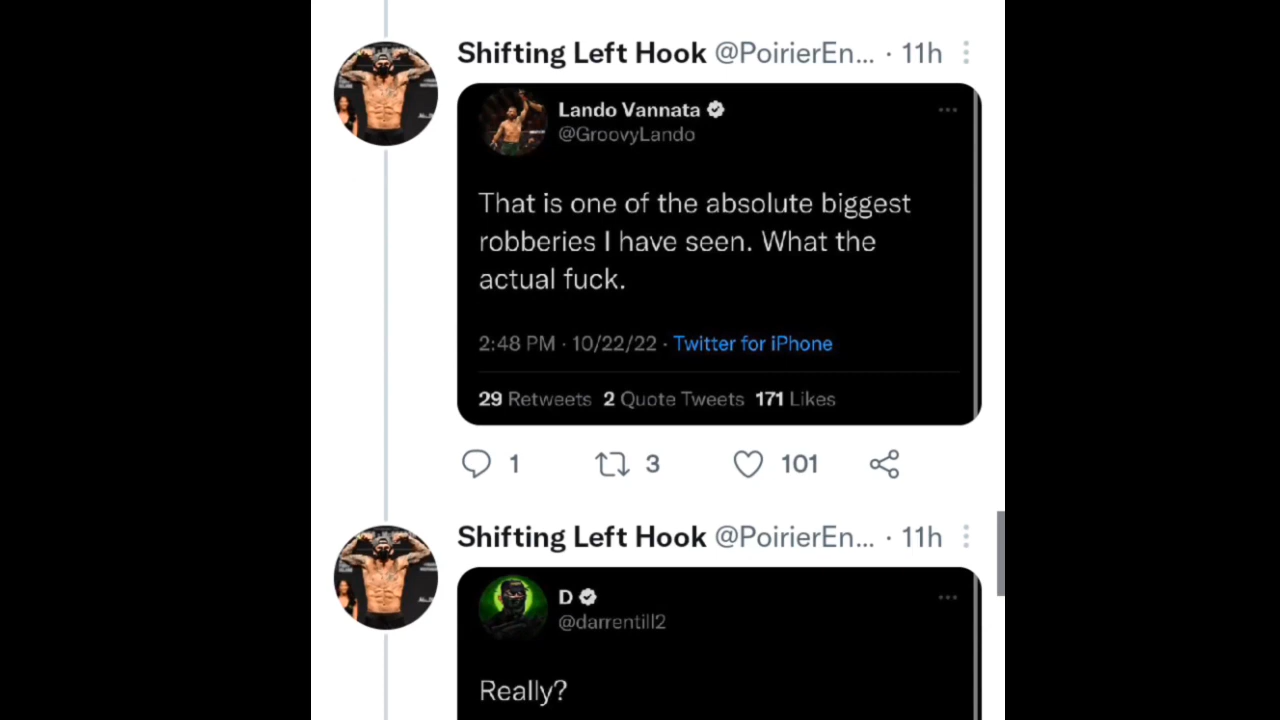 Shifting Left Hook @PoirierEn... · 11h
Lando Vannata
@GroovyLando
That is one of the absolute biggest
robberies I have seen. What the
actual fuck.
2:48 PM · 10/22/22 · Twitter for iPhone
29 Retweets 2 Quote Tweets 171 Likes
1 3 101
Shifting Left Hook @PoirierEn... · 11h
D
@darrentill2
Really?